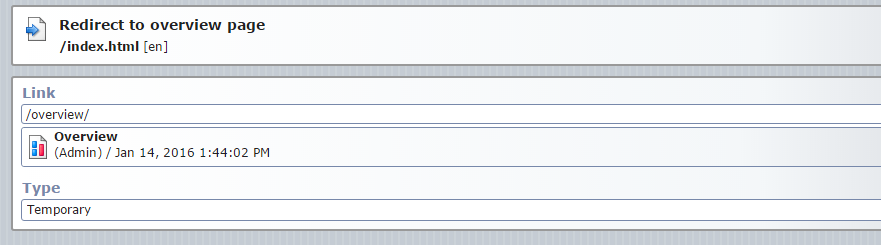 Redirect to overview page
/index.html [en]
Link
/overview/
Overview
(Admin) / Jan 14, 2016 1:44:02 PM
Type
Temporary